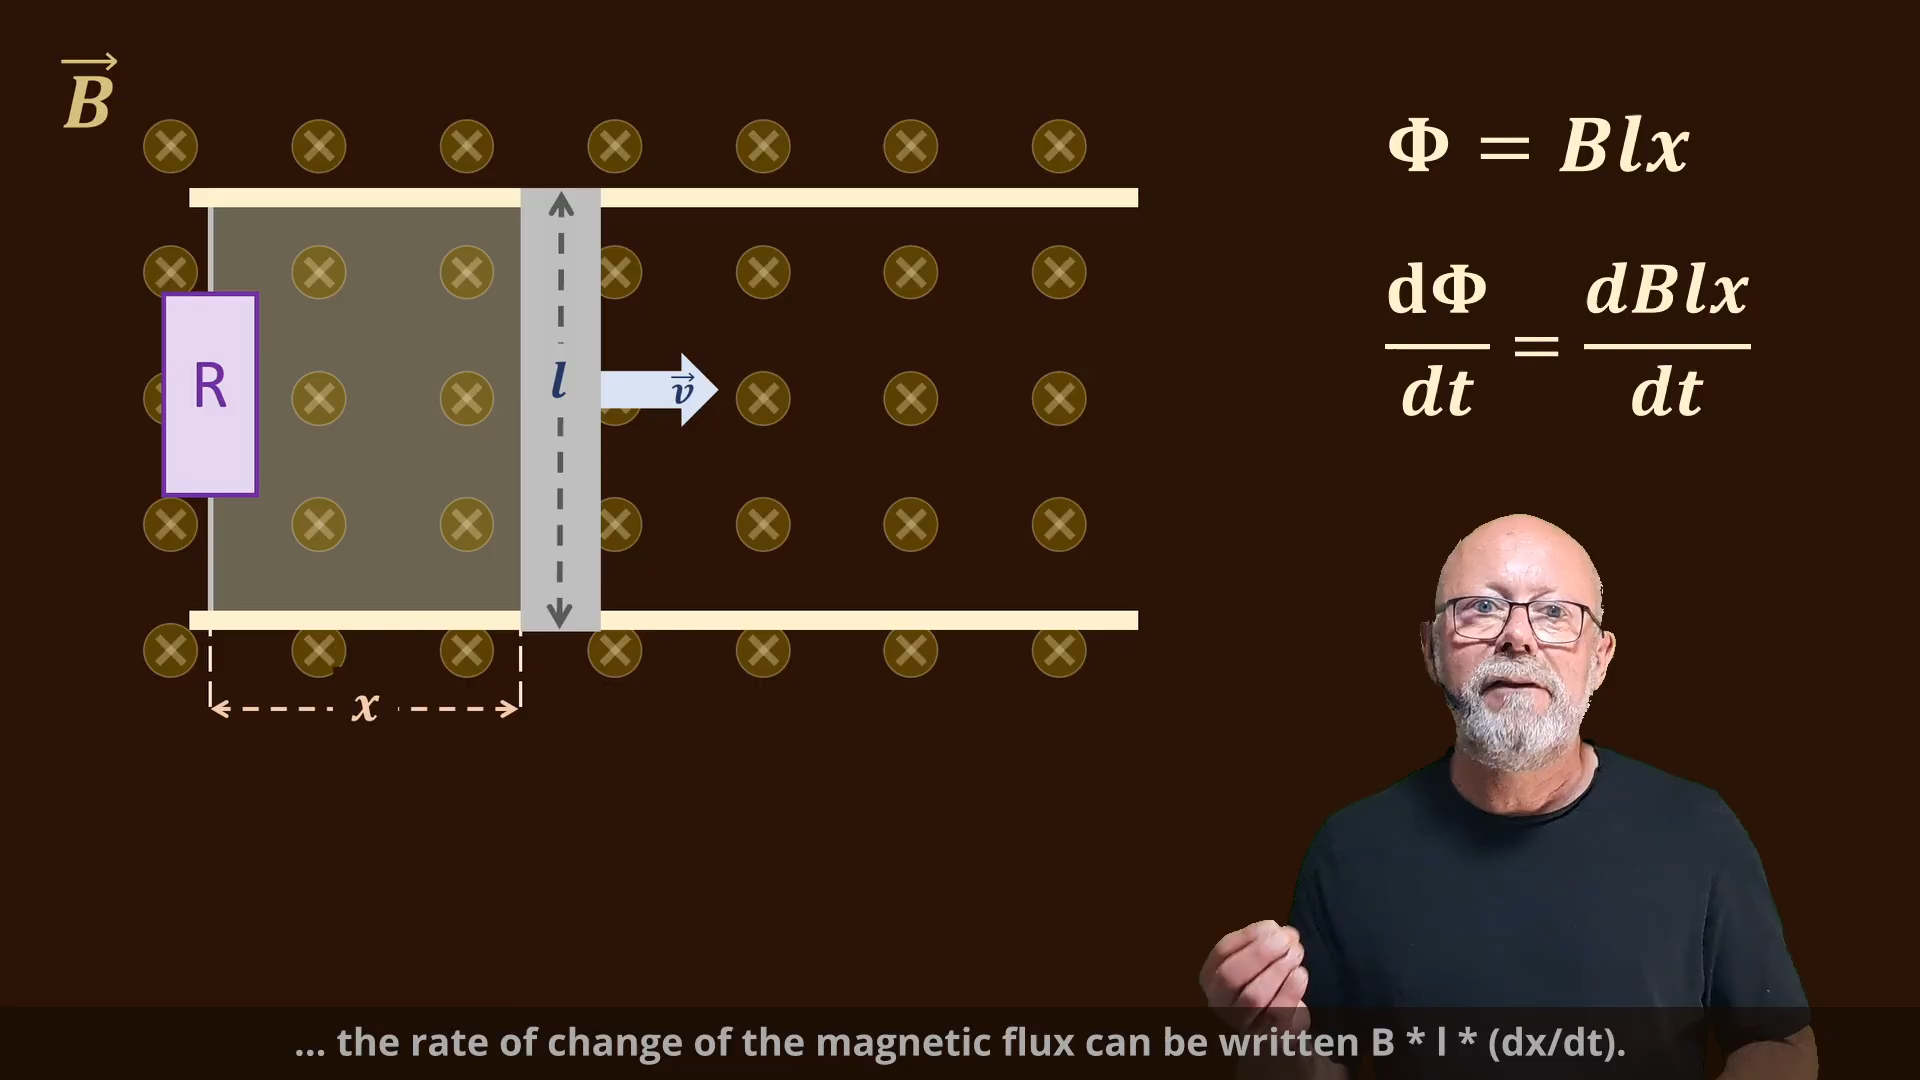 B⃗
Φ = Blx
dΦ/dt = dBlx/dt
R
l
v⃗
x
... the rate of change of the magnetic flux can be written B * l * (dx/dt).